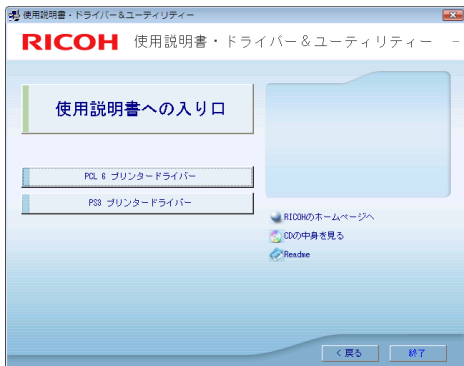 使用説明書・ドライバー＆ユーティリティー
RICOH 使用説明書・ドライバー＆ユーティリティー －
使用説明書への入り口
PCL 6 プリンタードライバー
PS3 プリンタードライバー
RICOHのホームページへ
CDの中身を見る
Readme
＜戻る 終了